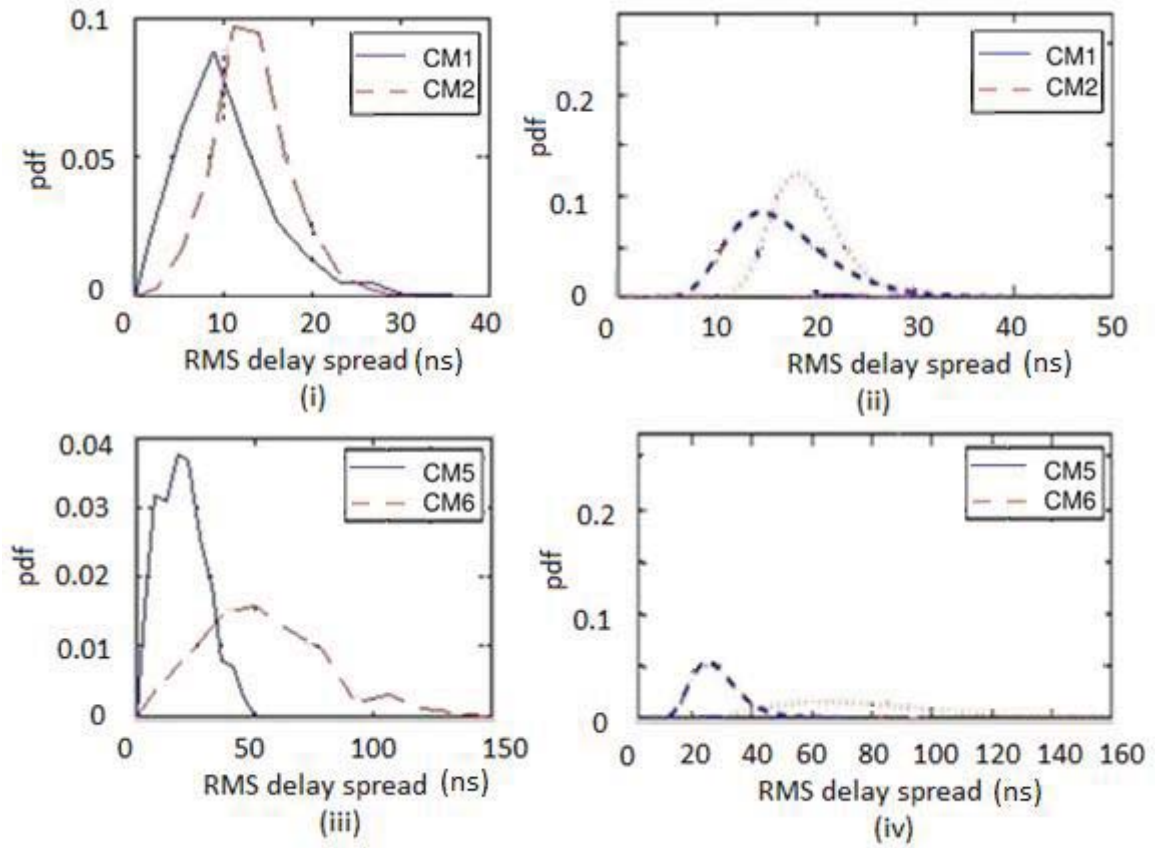 0.1
CM1
CM2
pdf
0.05
0
0 10 20 30 40
RMS delay spread (ns)
(i)
CM1
CM2
0.2
pdf
0.1
0
0 10 20 30 40 50
RMS delay spread (ns)
(ii)
0.04
CM5
CM6
0.03
pdf
0.02
0.01
0
0 50 100 150
RMS delay spread (ns)
(iii)
CM5
CM6
0.2
pdf
0.1
0
0 20 40 60 80 100 120 140 160
RMS delay spread (ns)
(iv)